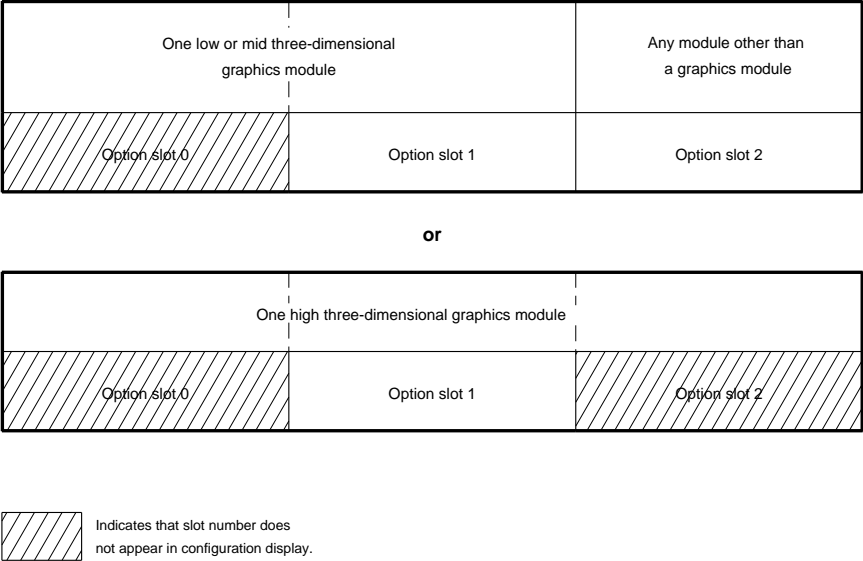 One low or mid three-dimensional
graphics module
Any module other than
a graphics module
Option slot 0
Option slot 1
Option slot 2
or
One high three-dimensional graphics module
Option slot 0
Option slot 1
Option slot 2
Indicates that slot number does
not appear in configuration display.